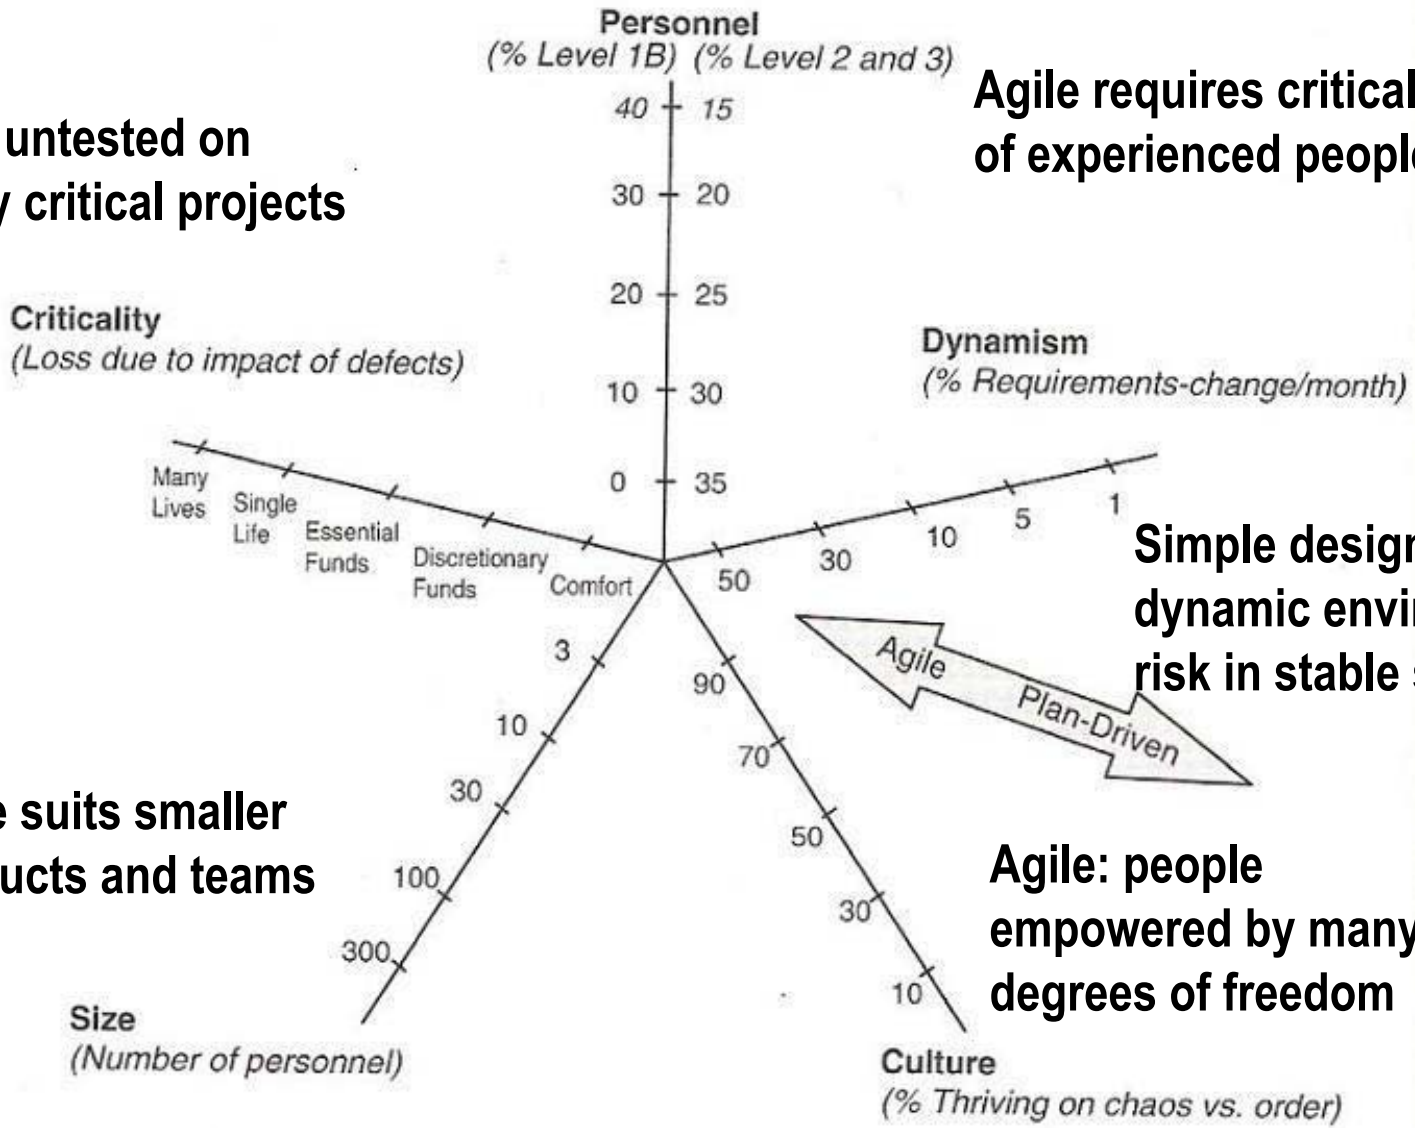 Personnel
(% Level 1B) (% Level 2 and 3)
40 15
30 20
20 25
10 30
0 35
Agile requires critical
of experienced people
untested on
y critical projects
Criticality
(Loss due to impact of defects)
Many
Lives
Single
Life
Essential
Funds
Discretionary
Funds
Comfort
Dynamism
(% Requirements-change/month)
50
30
10
5
1
Simple design
dynamic envi
risk in stable s
Agile
Plan-Driven
3
10
30
100
300
e suits smaller
ucts and teams
Size
(Number of personnel)
90
70
50
30
10
Agile: people
empowered by many
degrees of freedom
Culture
(% Thriving on chaos vs. order)